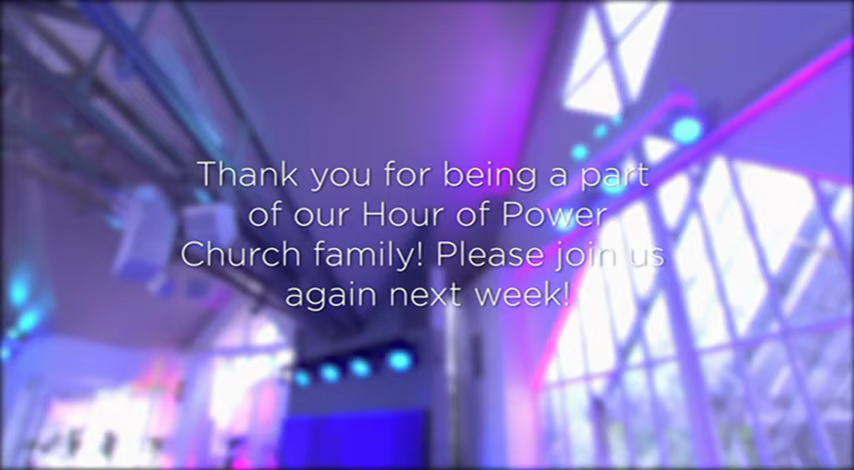 Thank you for being a part
of our Hour of Power
Church family! Please join us
again next week!